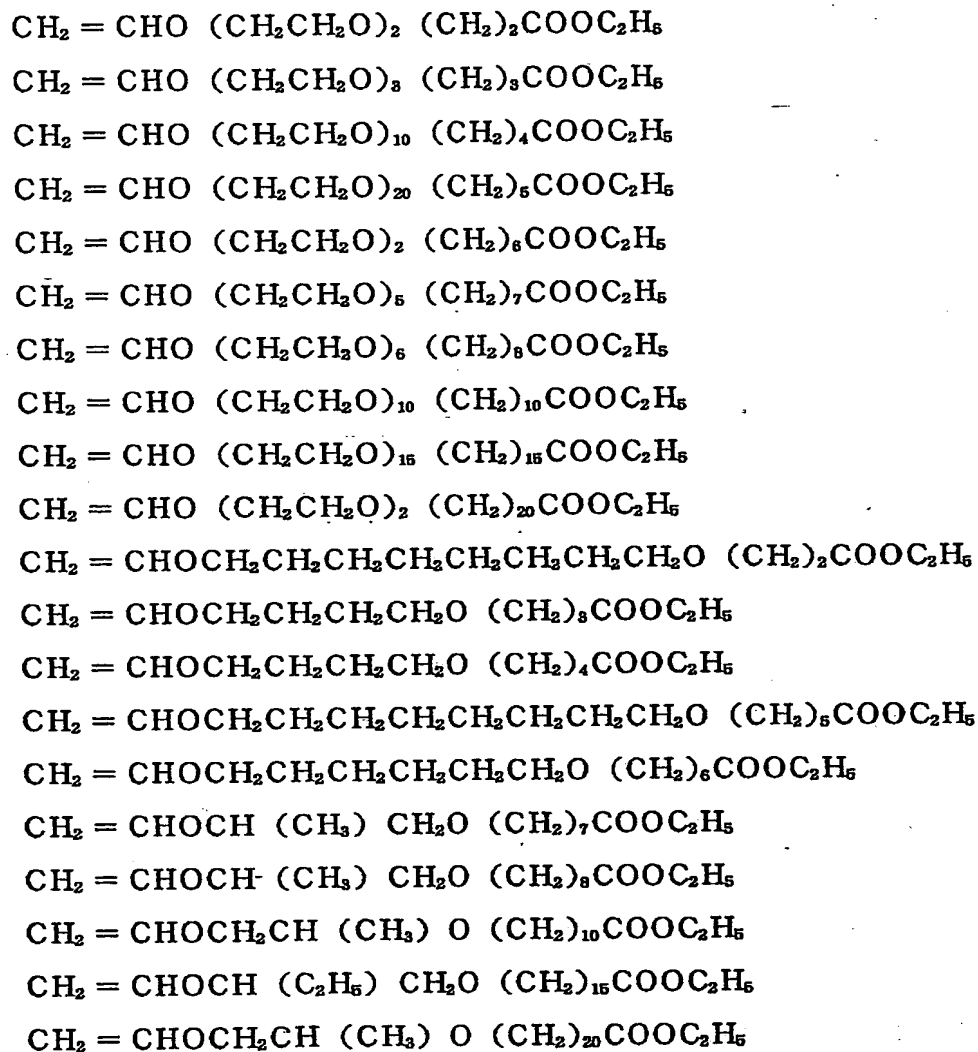 CH₂ = CHO (CH₂CH₂O)₂ (CH₂)₂COOC₂H₅
CH₂ = CHO (CH₂CH₂O)₃ (CH₂)₃COOC₂H₅
CH₂ = CHO (CH₂CH₂O)₁₀ (CH₂)₄COOC₂H₅
CH₂ = CHO (CH₂CH₂O)₂₀ (CH₂)₅COOC₂H₅
CH₂ = CHO (CH₂CH₂O)₂ (CH₂)₆COOC₂H₅
CH₂ = CHO (CH₂CH₂O)₅ (CH₂)₇COOC₂H₅
CH₂ = CHO (CH₂CH₂O)₆ (CH₂)₈COOC₂H₅
CH₂ = CHO (CH₂CH₂O)₁₀ (CH₂)₁₀COOC₂H₅
CH₂ = CHO (CH₂CH₂O)₁₅ (CH₂)₁₅COOC₂H₅
CH₂ = CHO (CH₂CH₂O)₂ (CH₂)₂₀COOC₂H₅
CH₂ = CHOCH₂CH₂CH₂CH₂CH₂CH₂CH₂CH₂O (CH₂)₂COOC₂H₅
CH₂ = CHOCH₂CH₂CH₂CH₂O (CH₂)₃COOC₂H₅
CH₂ = CHOCH₂CH₂CH₂CH₂O (CH₂)₄COOC₂H₅
CH₂ = CHOCH₂CH₂CH₂CH₂CH₂CH₂CH₂CH₂O (CH₂)₅COOC₂H₅
CH₂ = CHOCH₂CH₂CH₂CH₂CH₂CH₂O (CH₂)₆COOC₂H₅
CH₂ = CHOCH (CH₃) CH₂O (CH₂)₇COOC₂H₅
CH₂ = CHOCH (CH₃) CH₂O (CH₂)₈COOC₂H₅
CH₂ = CHOCH₂CH (CH₃) O (CH₂)₁₀COOC₂H₅
CH₂ = CHOCH (C₂H₅) CH₂O (CH₂)₁₅COOC₂H₅
CH₂ = CHOCH₂CH (CH₃) O (CH₂)₂₀COOC₂H₅